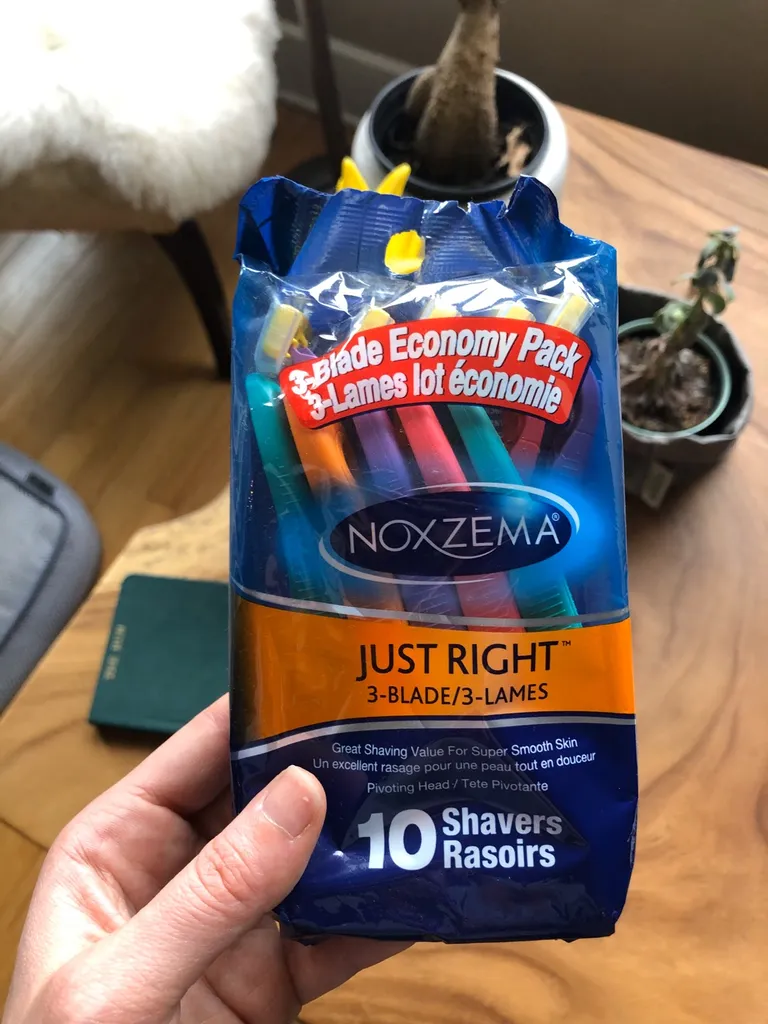 3-Blade Economy Pack
3-Lames lot économie
NOXZEMA®
JUST RIGHT™
3-BLADE/3-LAMES
Great Shaving Value For Super Smooth Skin
Un excellent rasage pour une peau tout en douceur
Pivoting Head / Tete Pivotante
10 Shavers
Rasoirs